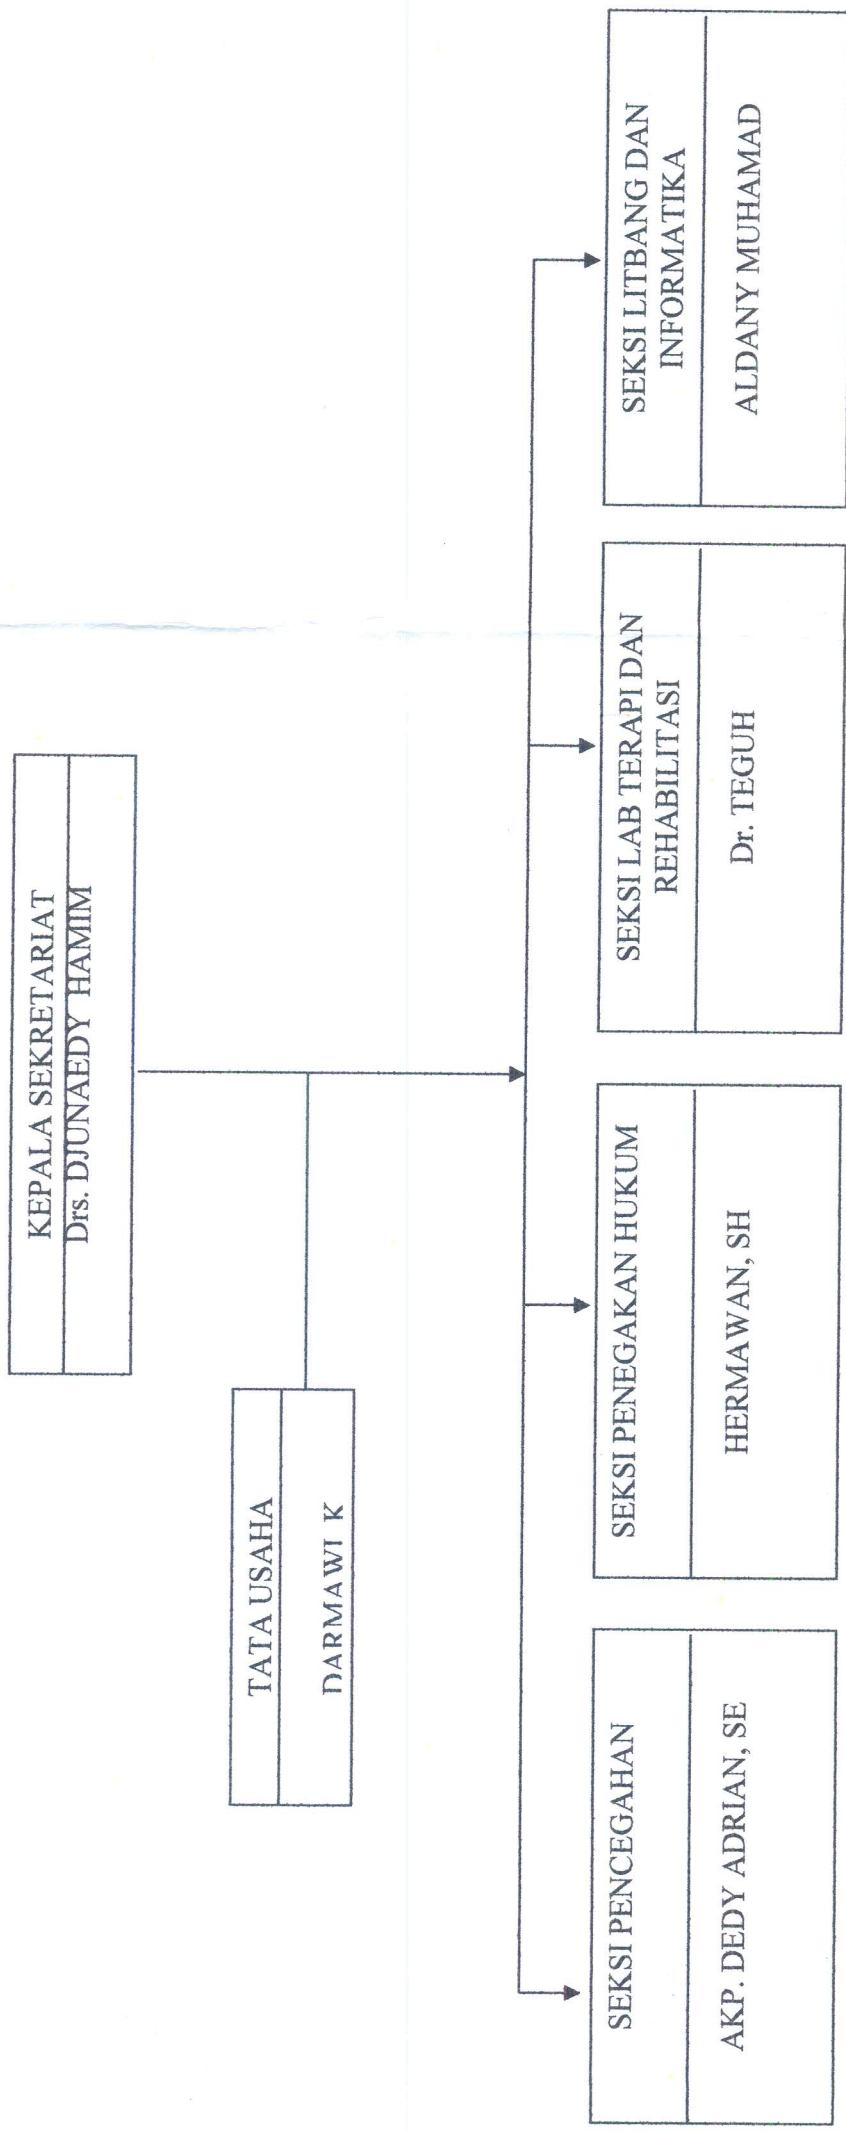 KEPALA SEKRETARIAT
Drs. DJUNAEDY HAMIM
TATA USAHA
DARMAWI K
SEKSI PENCEGAHAN
AKP. DEDY ADRIAN, SE
SEKSI PENEGAKAN HUKUM
HERMAWAN, SH
SEKSI LAB TERAPI DAN
REHABILITASI
Dr. TEGUH
SEKSI LITBANG DAN
INFORMATIKA
ALDANY MUHAMAD